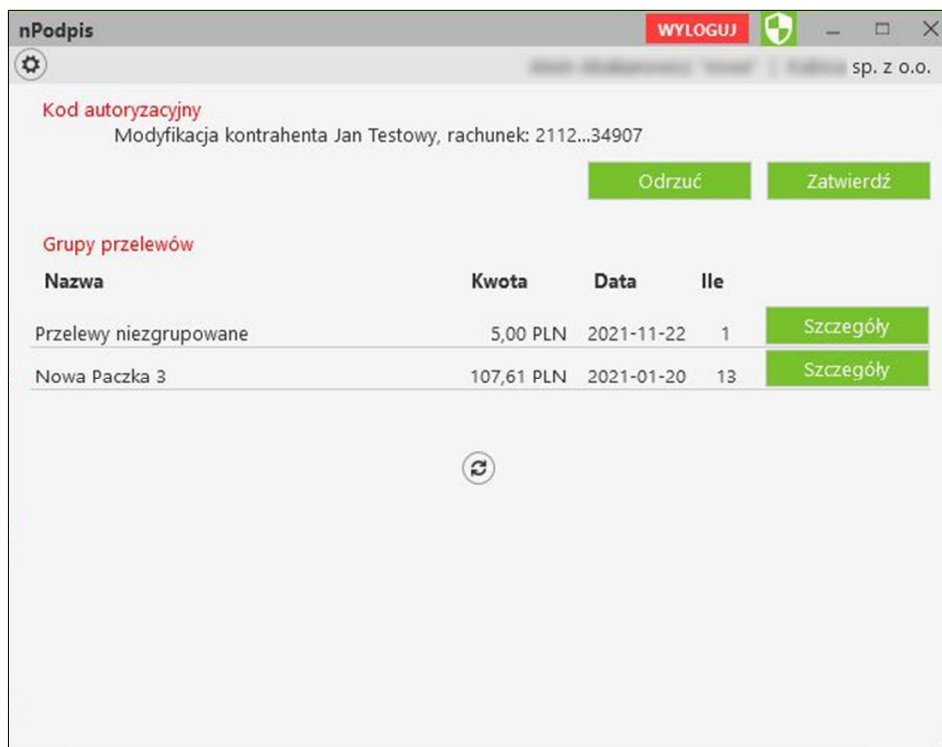 nPodpis WYLOGUJ
sp. z o.o.
Kod autoryzacyjny
Modyfikacja kontrahenta Jan Testowy, rachunek: 2112...34907
Odrzuć Zatwierdź
Grupy przelewów
Nazwa Kwota Data Ile
Przelewy niezgrupowane 5,00 PLN 2021-11-22 1 Szczegóły
Nowa Paczka 3 107,61 PLN 2021-01-20 13 Szczegóły